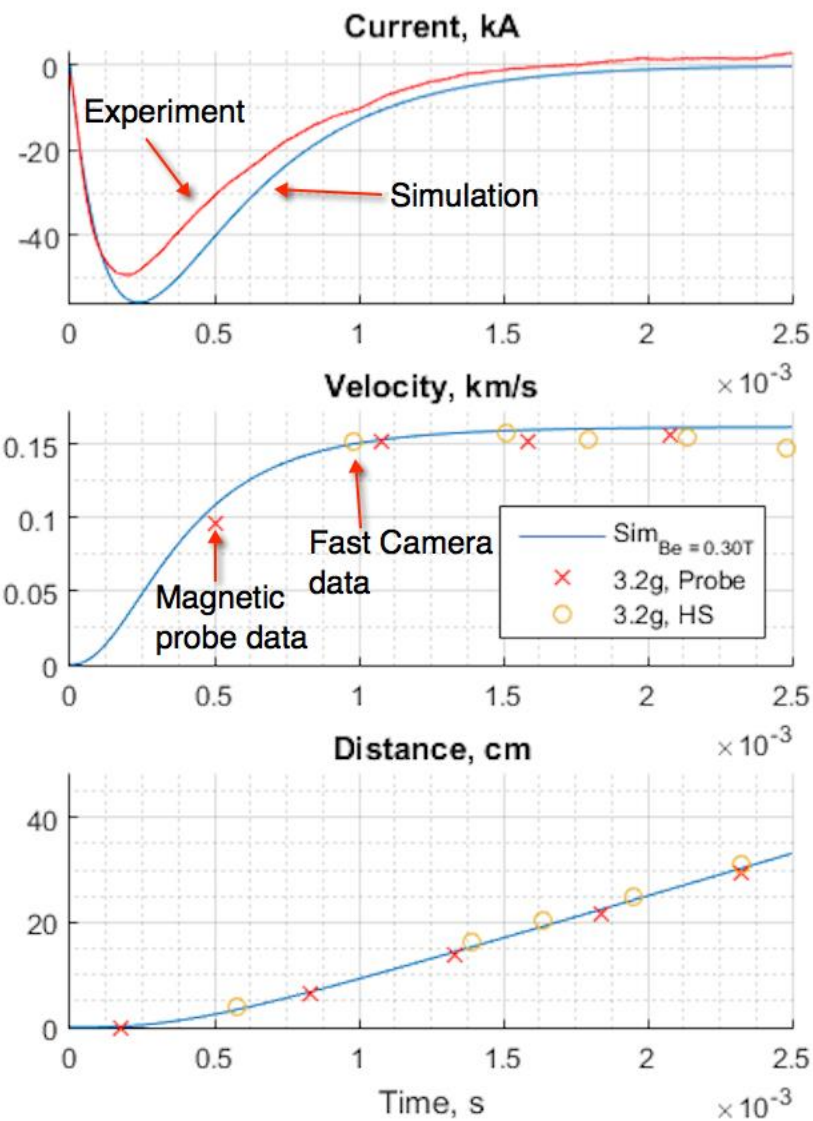 Current, kA
0
-20
-40
Experiment
Simulation
0 0.5 1 1.5 2 2.5
× 10⁻³
Velocity, km/s
0.15
0.1
0.05
0
Fast Camera
data
Magnetic
probe data
Sim_Be = 0.30T
3.2g, Probe
3.2g, HS
0 0.5 1 1.5 2 2.5
× 10⁻³
Distance, cm
40
20
0
0 0.5 1 1.5 2 2.5
Time, s
× 10⁻³